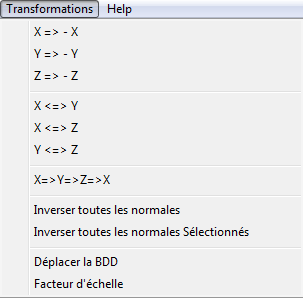 Transformations Help
X => - X
Y => - Y
Z => - Z
X <=> Y
X <=> Z
Y <=> Z
X=>Y=>Z=>X
Inverser toutes les normales
Inverser toutes les normales Sélectionnés
Déplacer la BDD
Facteur d'échelle